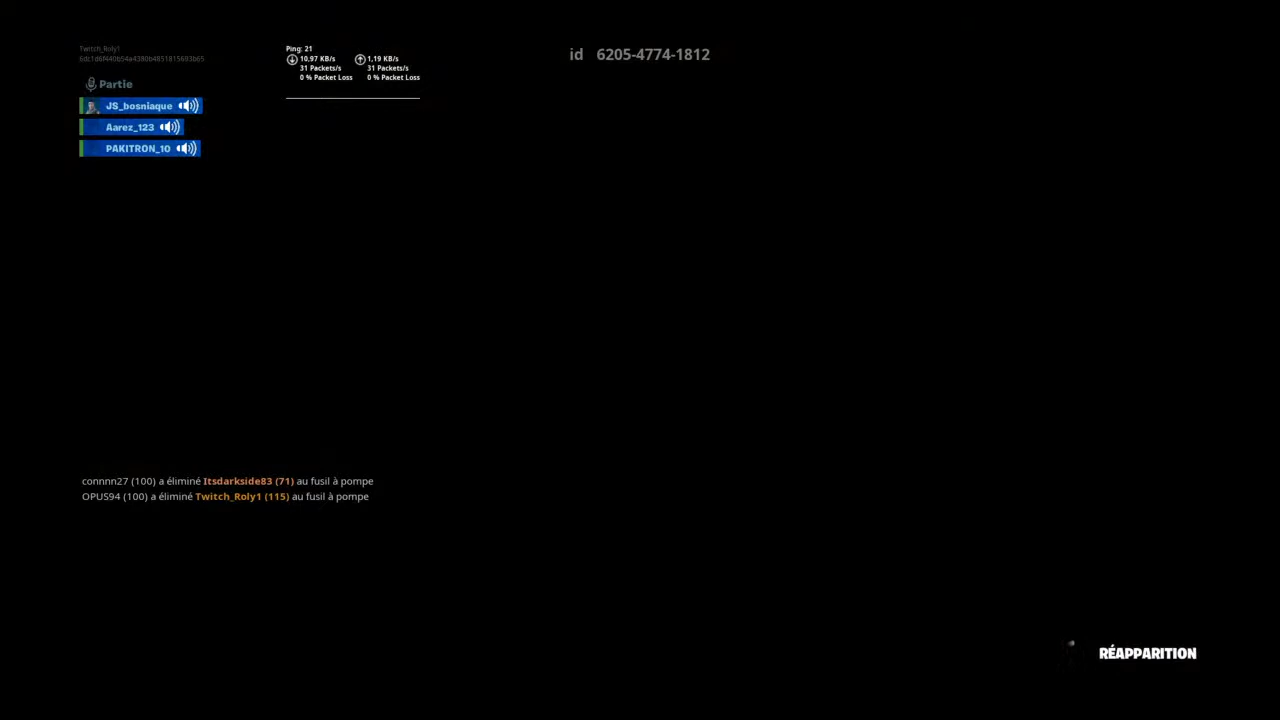 Twitch_Roly1
Ping: 21
10,97 KB/s
31 Packets/s
0 % Packet Loss
1,19 KB/s
31 Packets/s
0 % Packet Loss
id 6205-4774-1812
Partie
JS_bosniaque
Aarez_123
PAKITRON_10
connnn27 (100) a éliminé Itsdarkside83 (71) au fusil à pompe
OPUS94 (100) a éliminé Twitch_Roly1 (115) au fusil à pompe
RÉAPPARITION